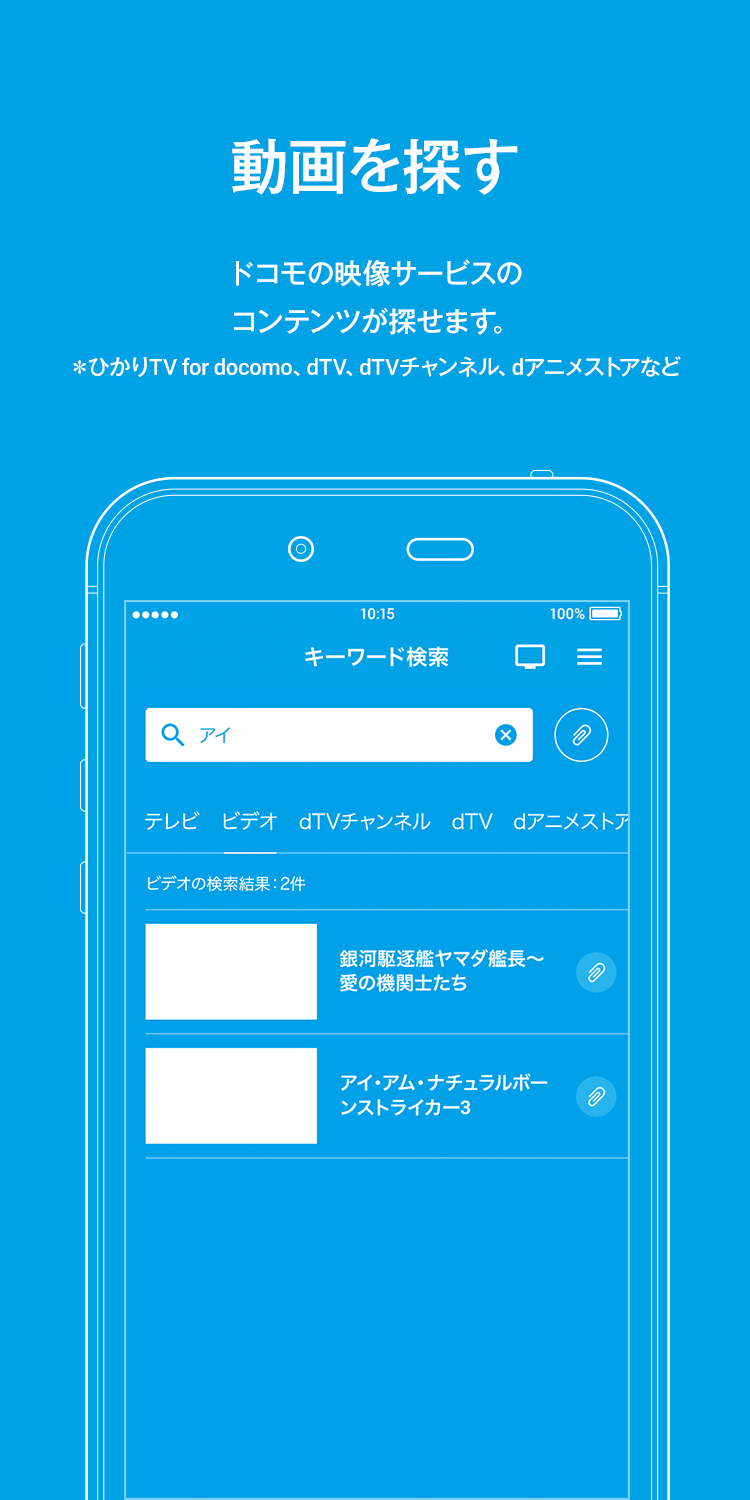 動画を探す
ドコモの映像サービスの
コンテンツが探せます。
＊ひかりTV for docomo、dTV、dTVチャンネル、dアニメストアなど
10:15
100%
キーワード検索
アイ
テレビ ビデオ dTVチャンネル dTV dアニメストア
ビデオの検索結果：2件
銀河駆逐艦ヤマダ艦長〜
愛の機関士たち
アイ・アム・ナチュラルボー
ンストライカー3